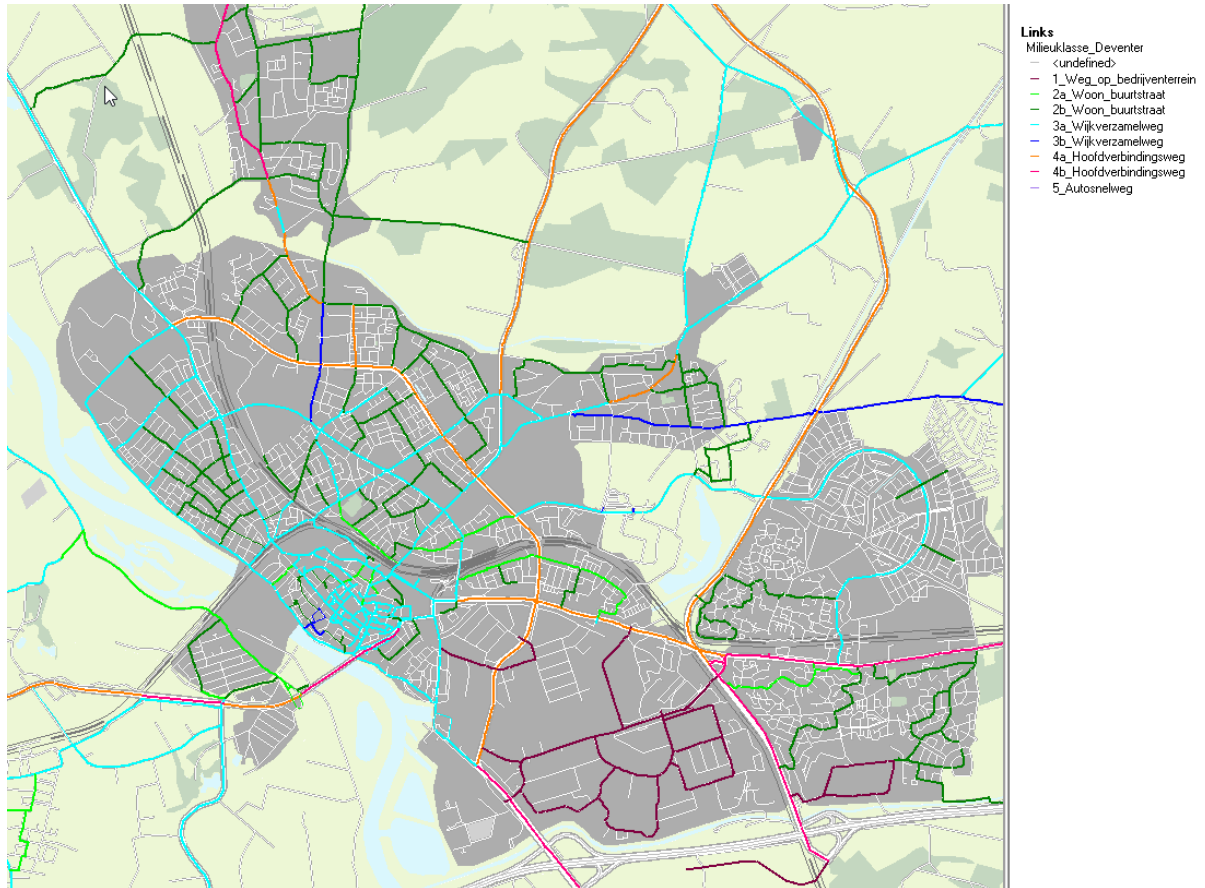 Links
Milieuklasse_Deventer
<undefined>
1_Weg_op_bedrijventerrein
2a_Woon_buurtstraat
2b_Woon_buurtstraat
3a_Wijkverzamelweg
3b_Wijkverzamelweg
4a_Hoofdverbindingsweg
4b_Hoofdverbindingsweg
5_Autosnelweg